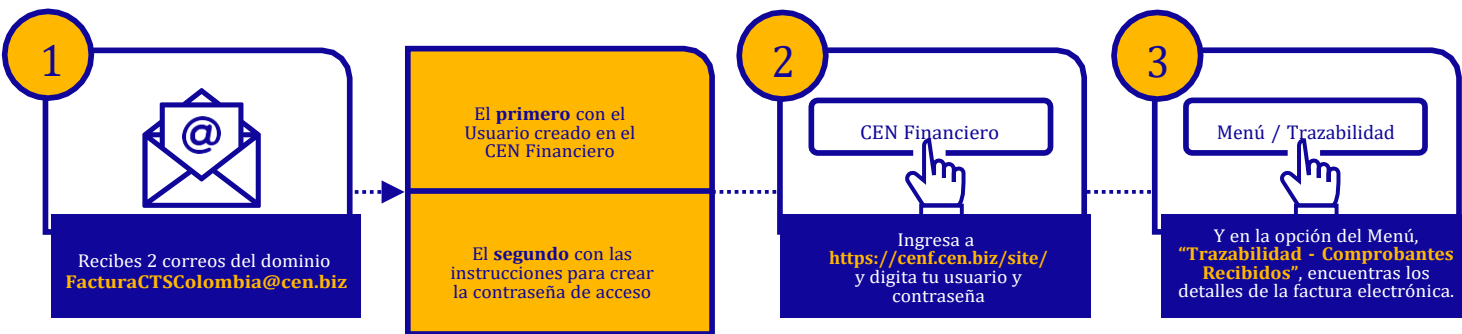 1
@
Recibes 2 correos del dominio
FacturaCTSColombia@cen.biz
El primero con el
Usuario creado en el
CEN Financiero
El segundo con las
instrucciones para crear
la contraseña de acceso
2
CEN Financiero
Ingresa a
https://cenf.cen.biz/site/
y digita tu usuario y
contraseña
3
Menú / Trazabilidad
Y en la opción del Menú,
“Trazabilidad - Comprobantes
Recibidos”, encuentras los
detalles de la factura electrónica.